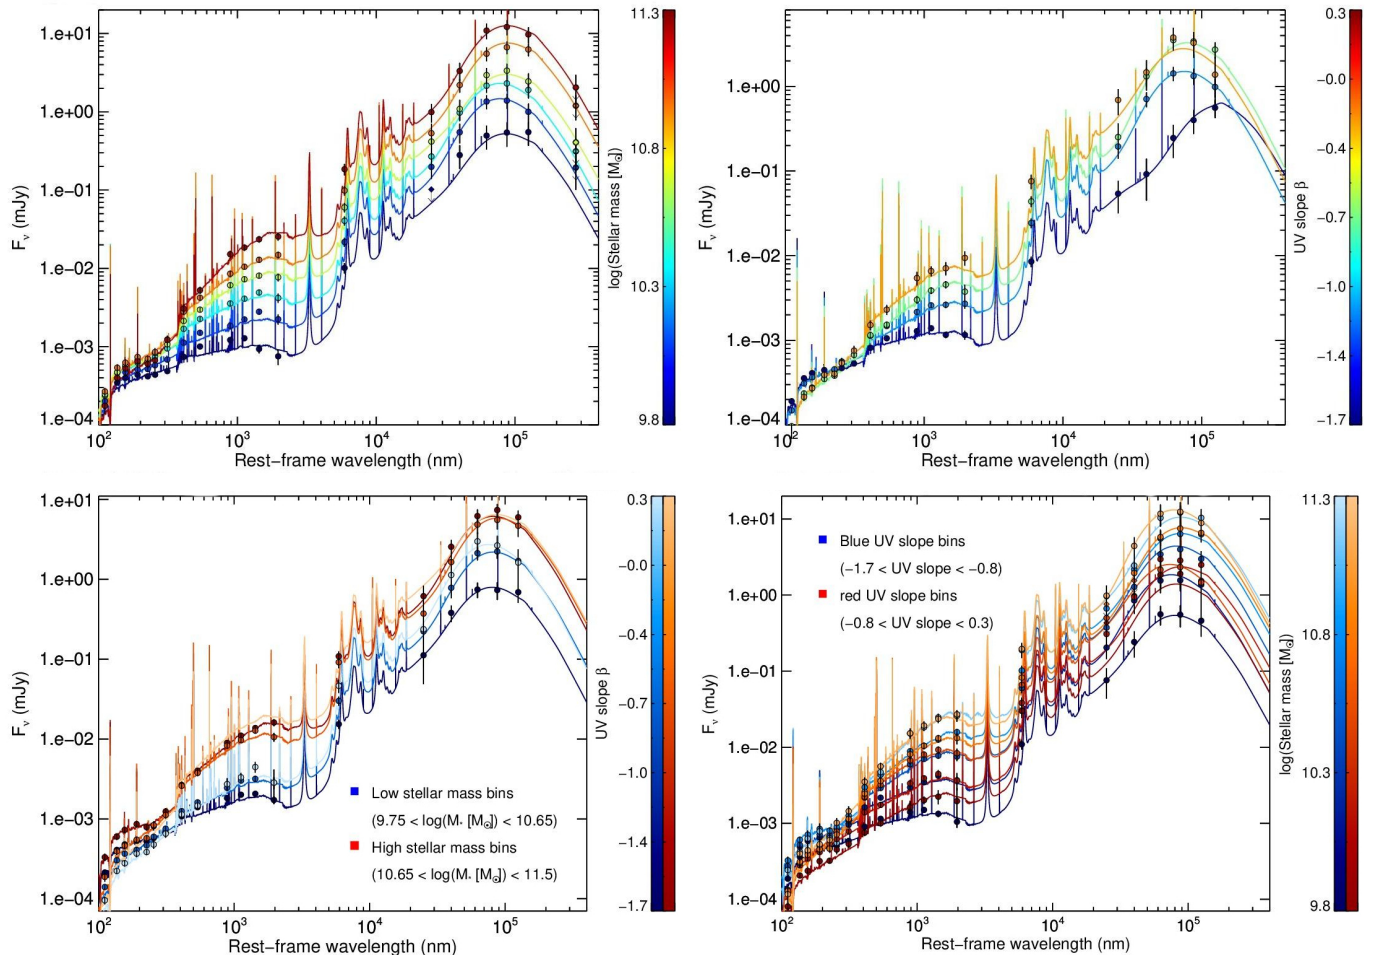 1.e+01
1.e+00
1.e−01
1.e−02
1.e−03
1.e−04
F_ν (mJy)
10^2
10^3
10^4
10^5
Rest−frame wavelength (nm)
11.3
10.8
10.3
9.8
log(Stellar mass [M_⊙])
1.e+00
1.e−01
1.e−02
1.e−03
1.e−04
F_ν (mJy)
10^2
10^3
10^4
10^5
Rest−frame wavelength (nm)
0.3
−0.0
−0.4
−0.7
−1.0
−1.4
−1.7
UV slope β
1.e+01
1.e+00
1.e−01
1.e−02
1.e−03
1.e−04
F_ν (mJy)
Low stellar mass bins
(9.75 < log(M_* [M_⊙]) < 10.65)
High stellar mass bins
(10.65 < log(M_* [M_⊙]) < 11.5)
10^2
10^3
10^4
10^5
Rest−frame wavelength (nm)
0.3
−0.0
−0.4
−0.7
−1.0
−1.4
−1.7
UV slope β
1.e+01
1.e+00
1.e−01
1.e−02
1.e−03
1.e−04
F_ν (mJy)
Blue UV slope bins
(−1.7 < UV slope < −0.8)
red UV slope bins
(−0.8 < UV slope < 0.3)
10^2
10^3
10^4
10^5
Rest−frame wavelength (nm)
11.3
10.8
10.3
9.8
log(Stellar mass [M_⊙])